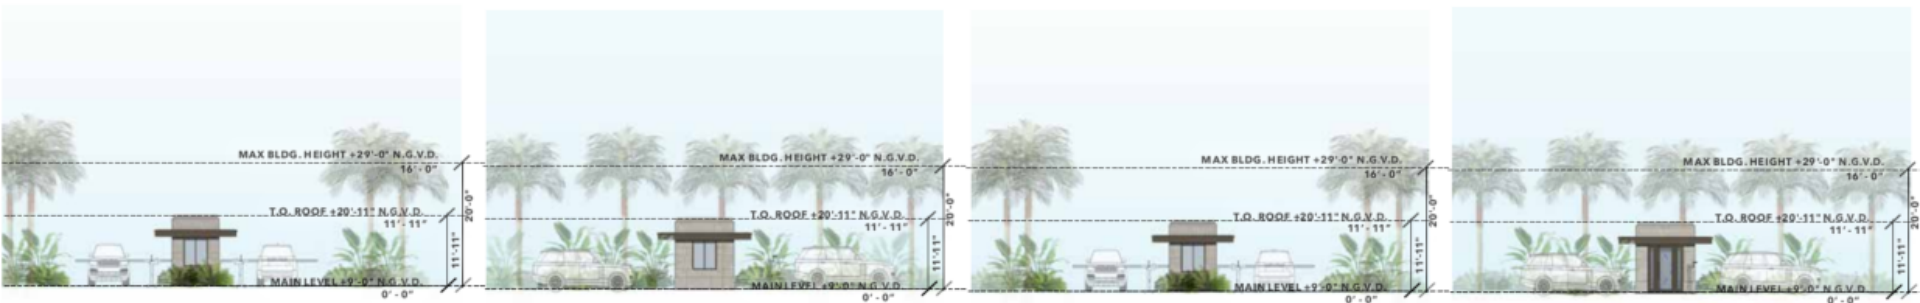 MAX BLDG. HEIGHT +29'-0" N.G.V.D.
16'-0"
20'-0"
T.O. ROOF +20'-11" N.G.V.D.
11'-11"
11'-11"
MAIN LEVEL +9'-0" N.G.V.D.
0'-0"
MAX BLDG. HEIGHT +29'-0" N.G.V.D.
16'-0"
20'-0"
T.O. ROOF +20'-11" N.G.V.D.
11'-11"
11'-11"
MAIN LEVEL +9'-0" N.G.V.D.
0'-0"
MAX BLDG. HEIGHT +29'-0" N.G.V.D.
16'-0"
20'-0"
T.O. ROOF +20'-11" N.G.V.D.
11'-11"
11'-11"
MAIN LEVEL +9'-0" N.G.V.D.
0'-0"
MAX BLDG. HEIGHT +29'-0" N.G.V.D.
16'-0"
20'-0"
T.O. ROOF +20'-11" N.G.V.D.
11'-11"
11'-11"
MAIN LEVEL +9'-0" N.G.V.D.
0'-0"